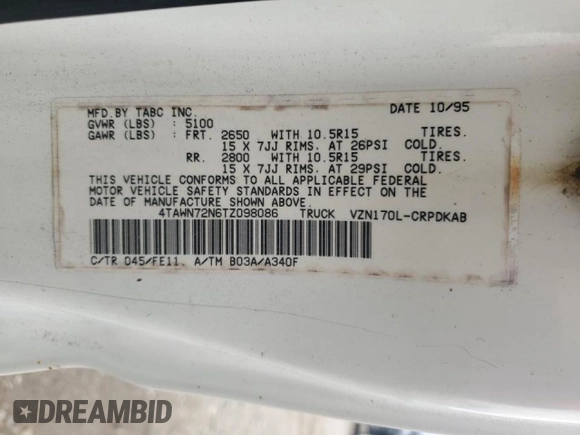 MFD.BY TABC INC. DATE 10/95
GVWR (LBS) : 5100
GAWR (LBS) : FRT. 2650 WITH 10.5R15 TIRES.
15 X 7JJ RIMS. AT 26PSI COLD.
RR. 2800 WITH 10.5R15 TIRES.
15 X 7JJ RIMS. AT 29PSI COLD.
THIS VEHICLE CONFORMS TO ALL APPLICABLE FEDERAL
MOTOR VEHICLE SAFETY STANDARDS IN EFFECT ON THE
DATE OF MANUFACTURE SHOWN ABOVE.
4TAWN72N6TZ098086 TRUCK VZN170L-CRPDKAB
C/TR 045/FE11. A/TM B03A/A340F
DREAMBID